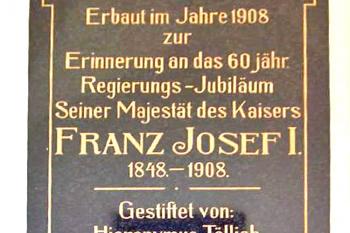 Erbaut im Jahre 1908
zur
Erinnerung an das 60 jähr.
Regierungs-Jubiläum
Seiner Majestät des Kaisers
FRANZ JOSEF I.
1848.–1908.
Gestiftet von:
Hieronymus